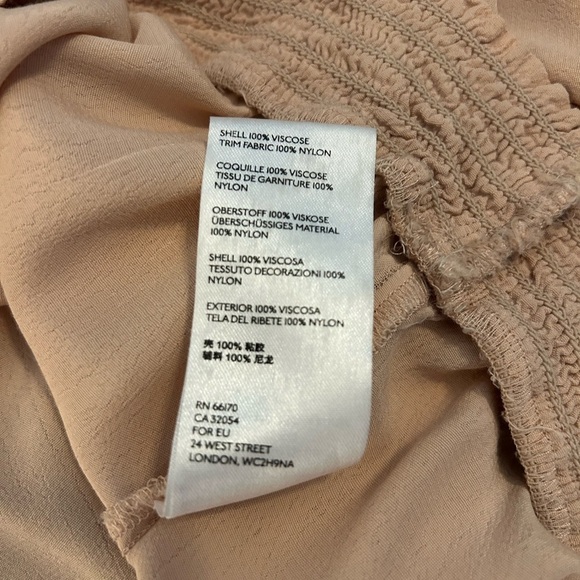 SHELL 100% VISCOSE
TRIM FABRIC 100% NYLON
COQUILLE 100% VISCOSE
TISSU DE GARNITURE 100%
NYLON
OBERSTOFF 100% VISKOSE
ÜBERSCHÜSSIGES MATERIAL
100% NYLON
SHELL 100% VISCOSA
TESSUTO DECORAZIONI 100%
NYLON
EXTERIOR 100% VISCOSA
TELA DEL RIBETE 100% NYLON
壳 100% 粘胶
辅料 100% 尼龙
RN 66170
CA 32054
FOR EU
24 WEST STREET
LONDON, WC2H9NA